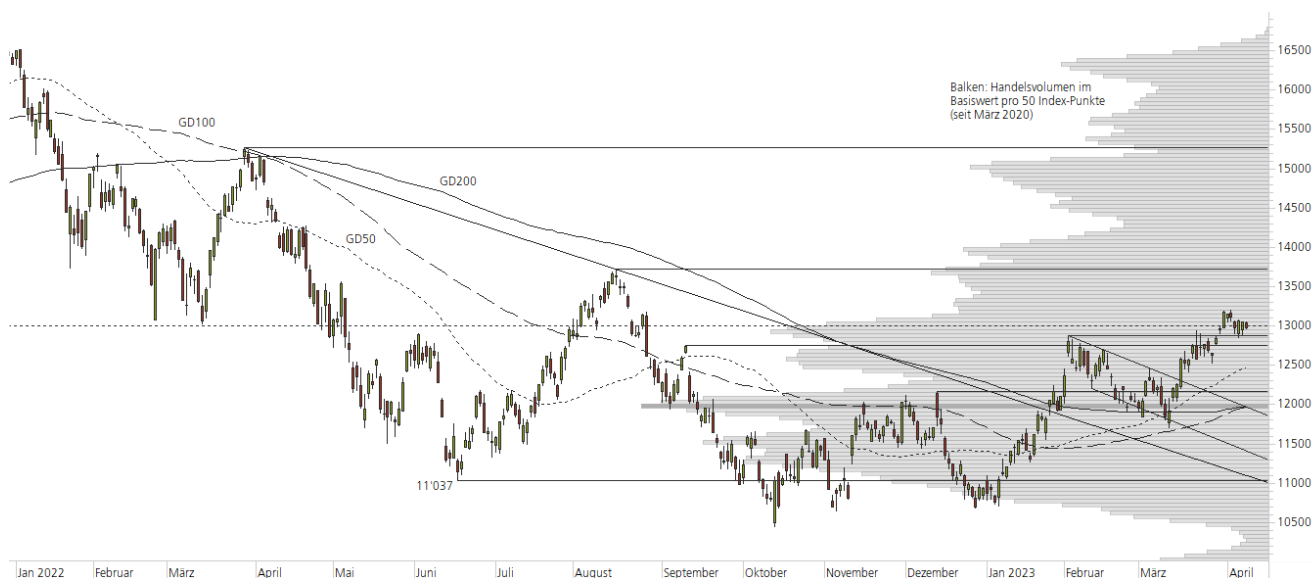 16500
16000
Balken: Handelsvolumen im
Basiswert pro 50 Index-Punkte
(seit März 2020)
15500
GD100
15000
GD200
14500
GD50
14000
13500
13000
12500
12000
11500
11'037
11000
10500
Jan 2022 Februar März April Mai Juni Juli August September Oktober November Dezember Jan 2023 Februar März April